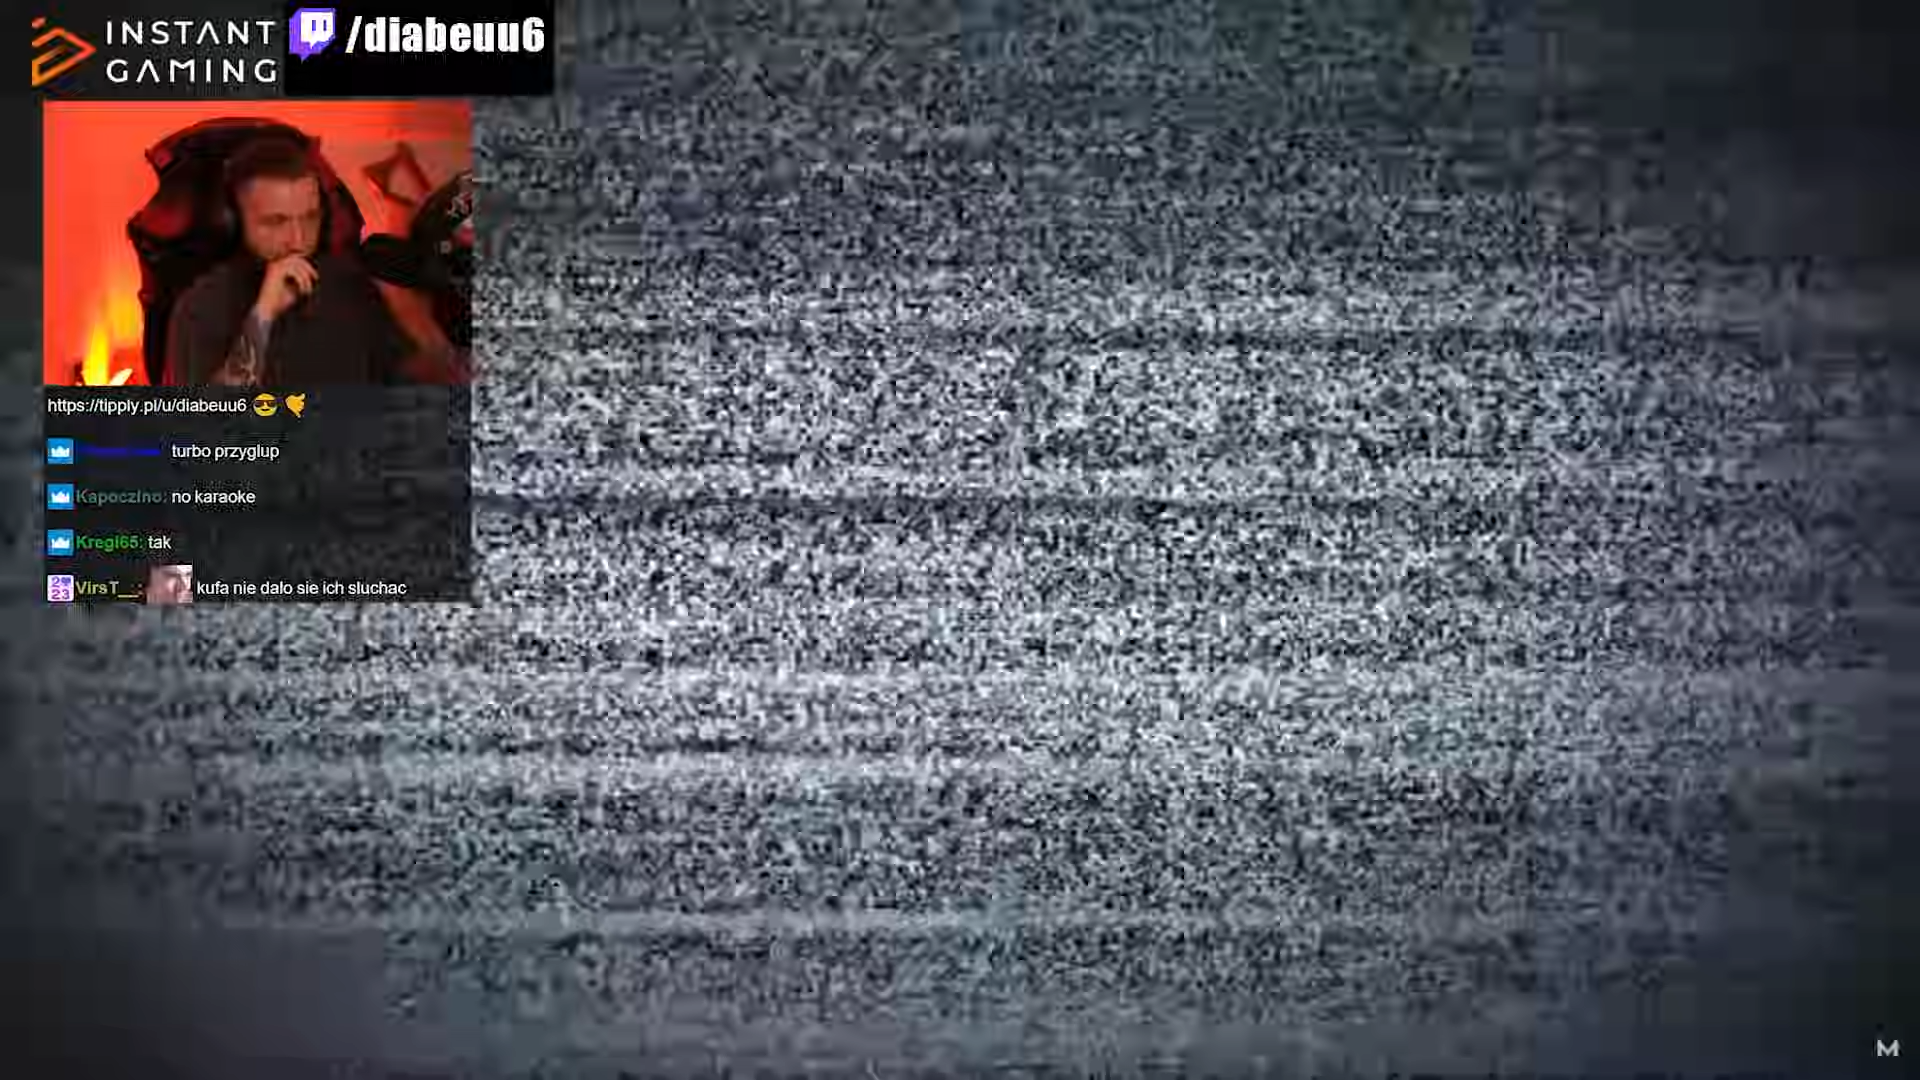 INSTANT
GAMING
/diabeuu6
https://tipply.pl/u/diabeuu6
turbo przyglup
Kapoczino: no karaoke
Kregi65: tak
VirsT__: kufa nie dalo sie ich sluchac
M